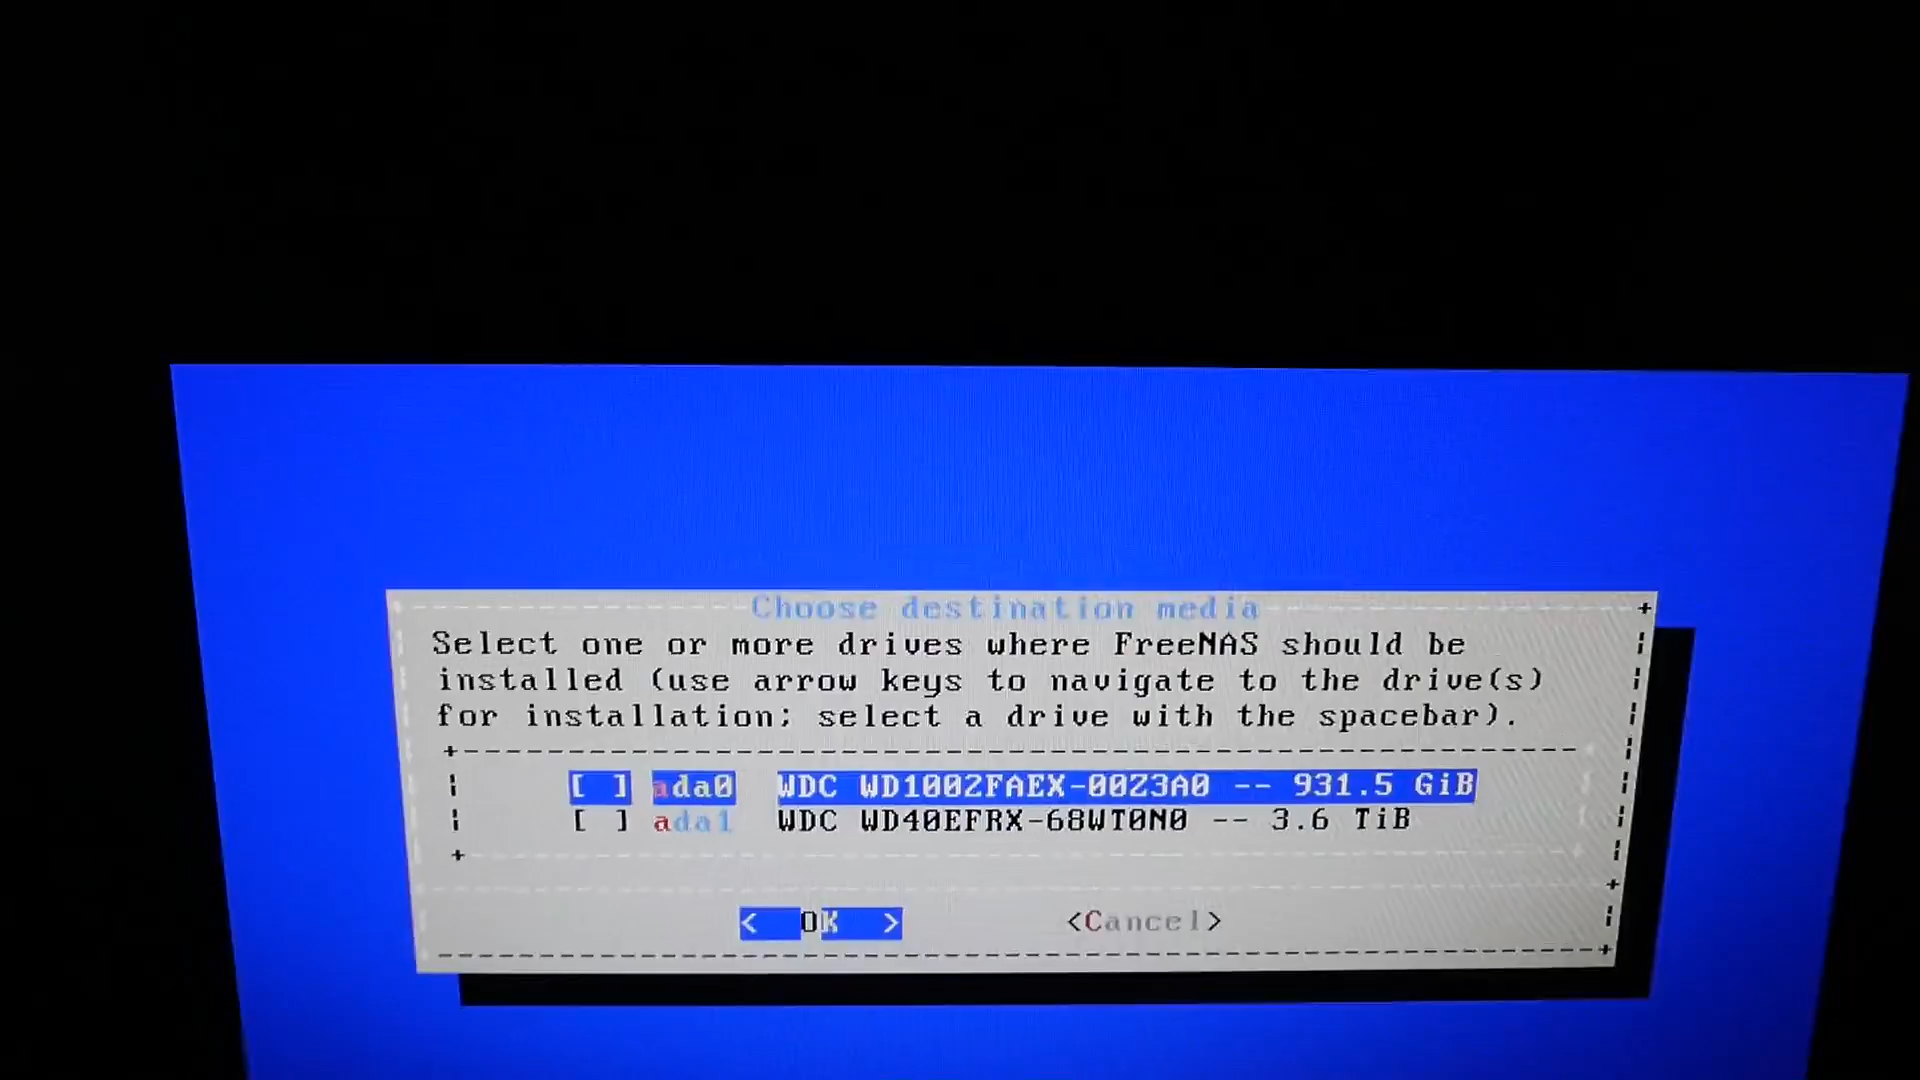 Choose destination media
Select one or more drives where FreeNAS should be
installed (use arrow keys to navigate to the drive(s)
for installation; select a drive with the spacebar).
[ ] ada0 WDC WD1002FAEX-00Z3A0 -- 931.5 GiB
[ ] ada1 WDC WD40EFRX-68WT0N0 -- 3.6 TiB
< OK > <Cancel>